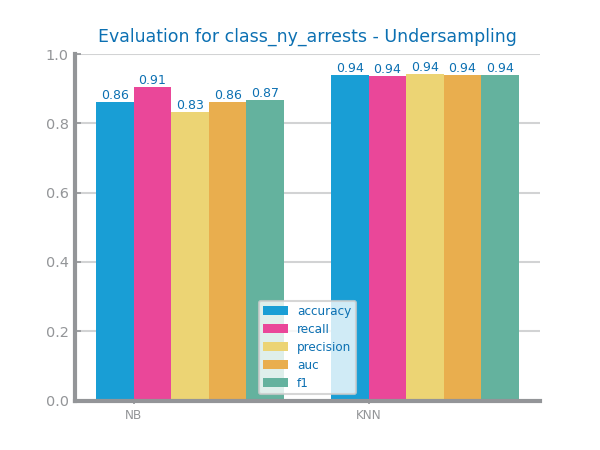 Evaluation for class_ny_arrests - Undersampling
1.0
0.8
0.6
0.4
0.2
0.0
0.86
0.91
0.83
0.86
0.87
0.94
0.94
0.94
0.94
0.94
accuracy
recall
precision
auc
f1
NB
KNN